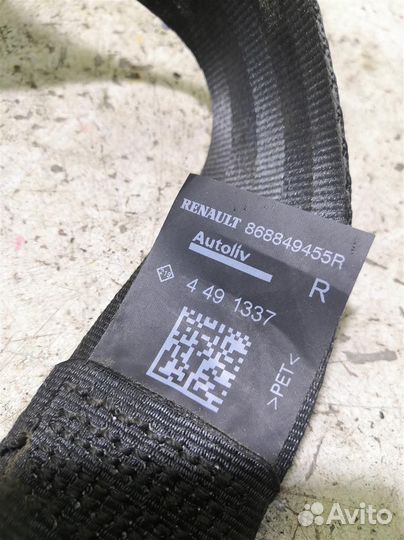 RENAULT 868849455R
Autoliv
R
4 49 1337
>PET<
Avito